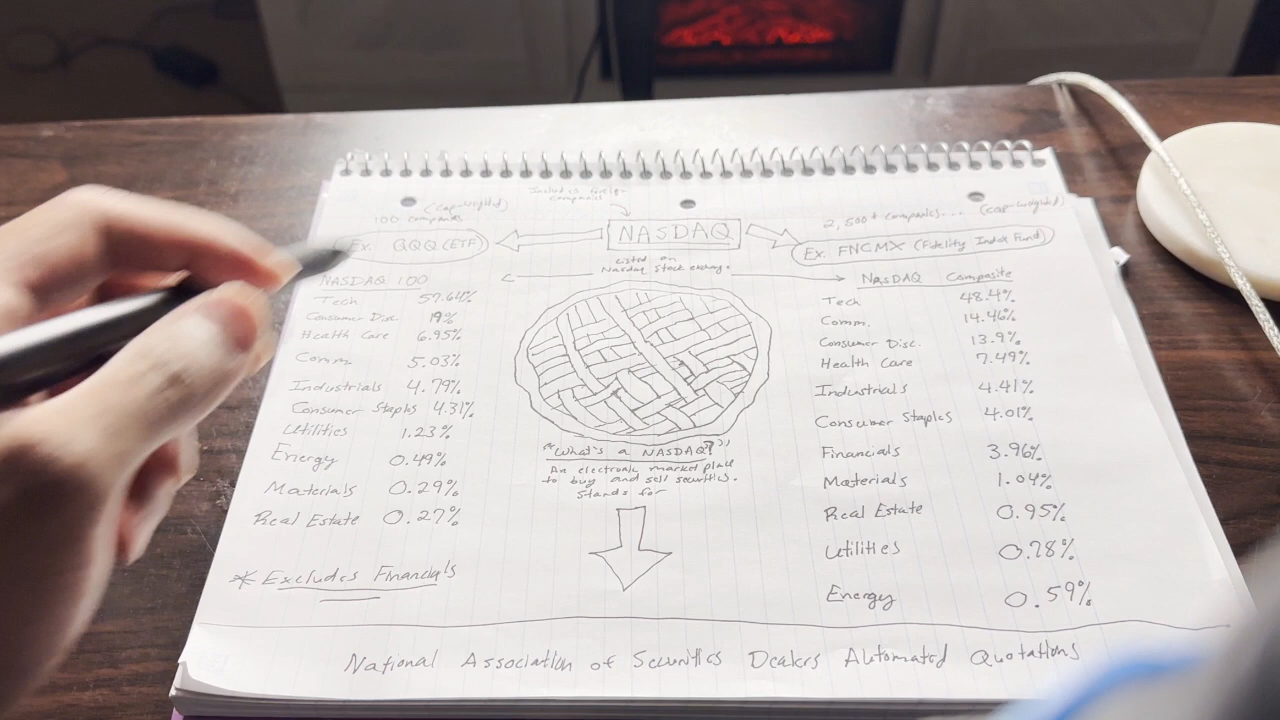 Includes foreign
companies
(cap-weighted)
100 companies
Ex. QQQ (ETF)
NASDAQ
2,500+ companies... (cap-weighted)
Ex. FNCMX (Fidelity Index Fund)
Listed on
Nasdaq Stock exchange
NASDAQ 100
Tech 57.64%
Consumer Disc. 19%
Health Care 6.95%
Comm. 5.03%
Industrials 4.79%
Consumer Staples 4.31%
Utilities 1.23%
Energy 0.49%
Materials 0.29%
Real Estate 0.27%
* Excludes Financials
"What's a NASDAQ?"
An electronic market place
to buy and sell securities.
Stands for
NASDAQ Composite
Tech 48.4%
Comm. 14.46%
Consumer Disc. 13.9%
Health Care 7.49%
Industrials 4.41%
Consumer Staples 4.01%
Financials 3.96%
Materials 1.04%
Real Estate 0.95%
Utilities 0.78%
Energy 0.59%
National Association of Securities Dealers Automated Quotations